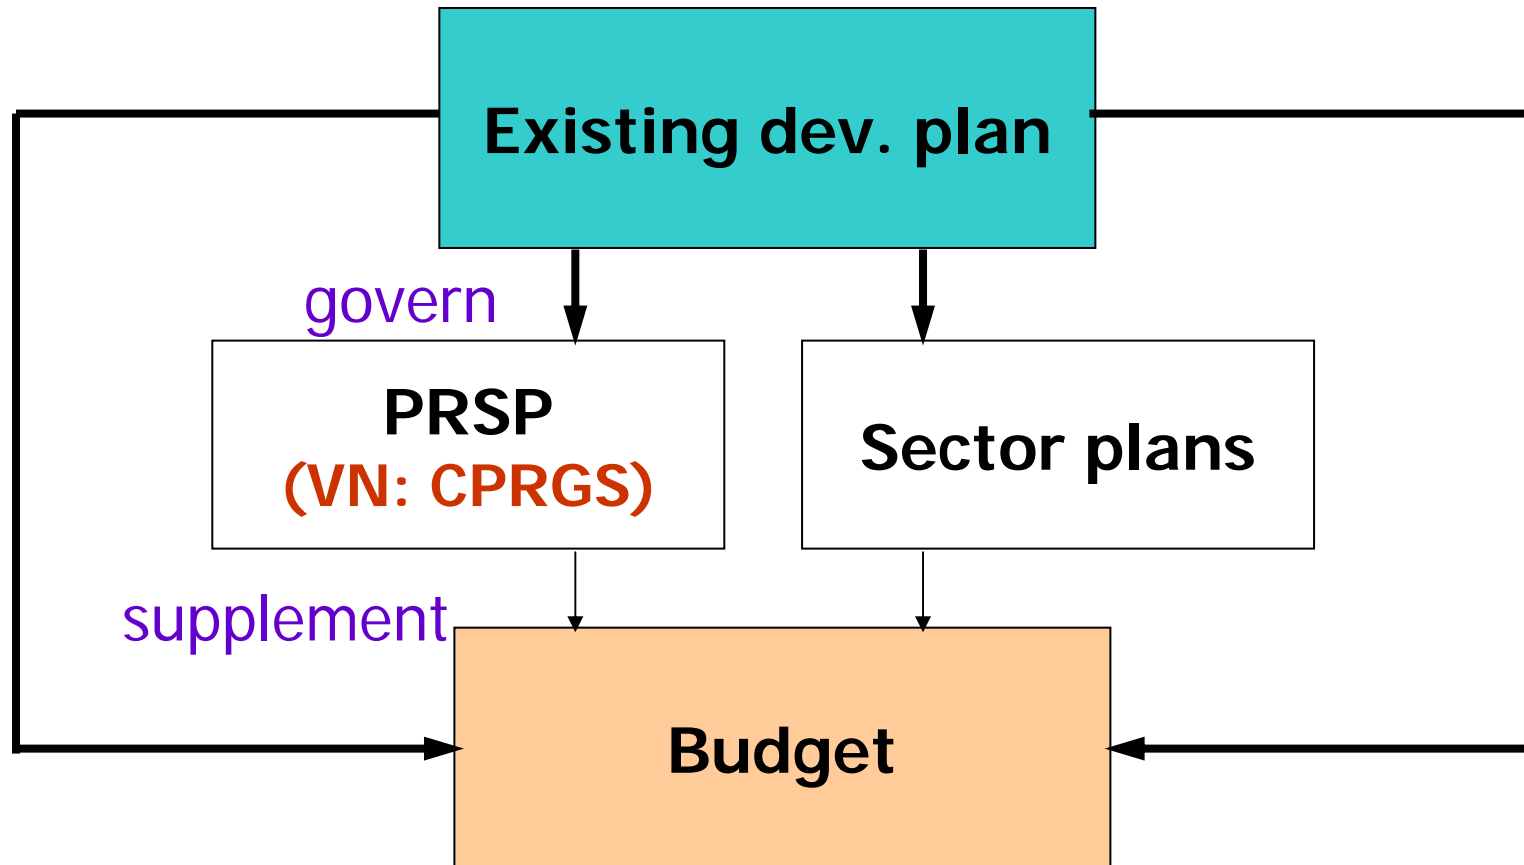 Existing dev. plan
govern
PRSP
(VN: CPRGS)
Sector plans
supplement
Budget